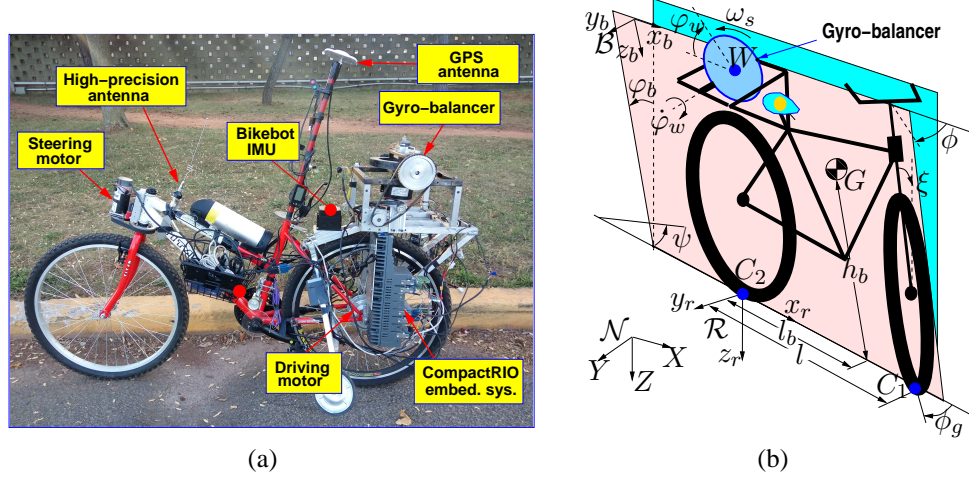 GPS
antenna
High-precision
antenna
Gyro-balancer
Steering
motor
Bikebot
IMU
Driving
motor
CompactRIO
embed. sys.
(a)
y_b
φ_w
ω_s
x_b
Gyro-balancer
B
z_b
W
φ_b
φ̇_w
ϕ
G
ξ
ψ
h_b
C_2
y_r
x_r
R
l_b
N
z_r
l
X
Y
Z
C_1
ϕ_g
(b)